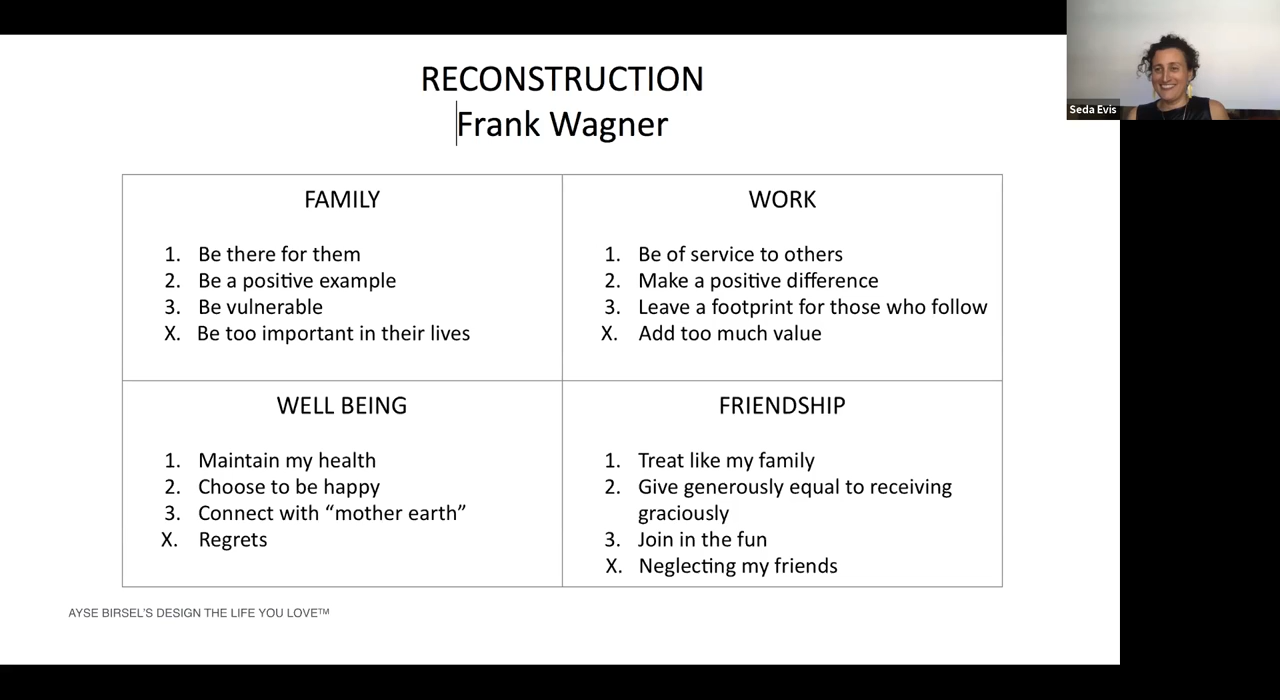 RECONSTRUCTION
Frank Wagner
Seda Evis
FAMILY
1. Be there for them
2. Be a positive example
3. Be vulnerable
X. Be too important in their lives
WORK
1. Be of service to others
2. Make a positive difference
3. Leave a footprint for those who follow
X. Add too much value
WELL BEING
1. Maintain my health
2. Choose to be happy
3. Connect with “mother earth”
X. Regrets
FRIENDSHIP
1. Treat like my family
2. Give generously equal to receiving
graciously
3. Join in the fun
X. Neglecting my friends
AYSE BIRSEL’S DESIGN THE LIFE YOU LOVE™